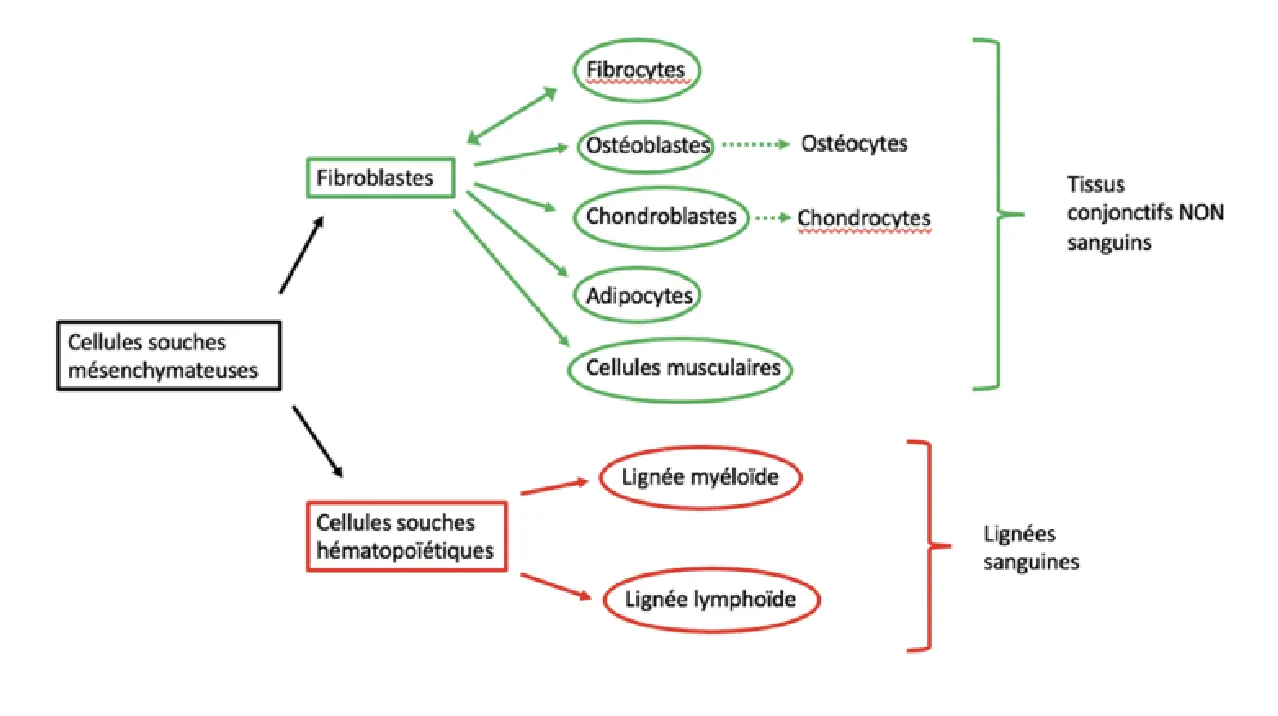 Fibrocytes
Ostéoblastes
Ostéocytes
Fibroblastes
Chondroblastes
Chondrocytes
Tissus
conjonctifs NON
sanguins
Adipocytes
Cellules souches
mésenchymateuses
Cellules musculaires
Lignée myéloïde
Cellules souches
hématopoïétiques
Lignées
sanguines
Lignée lymphoïde